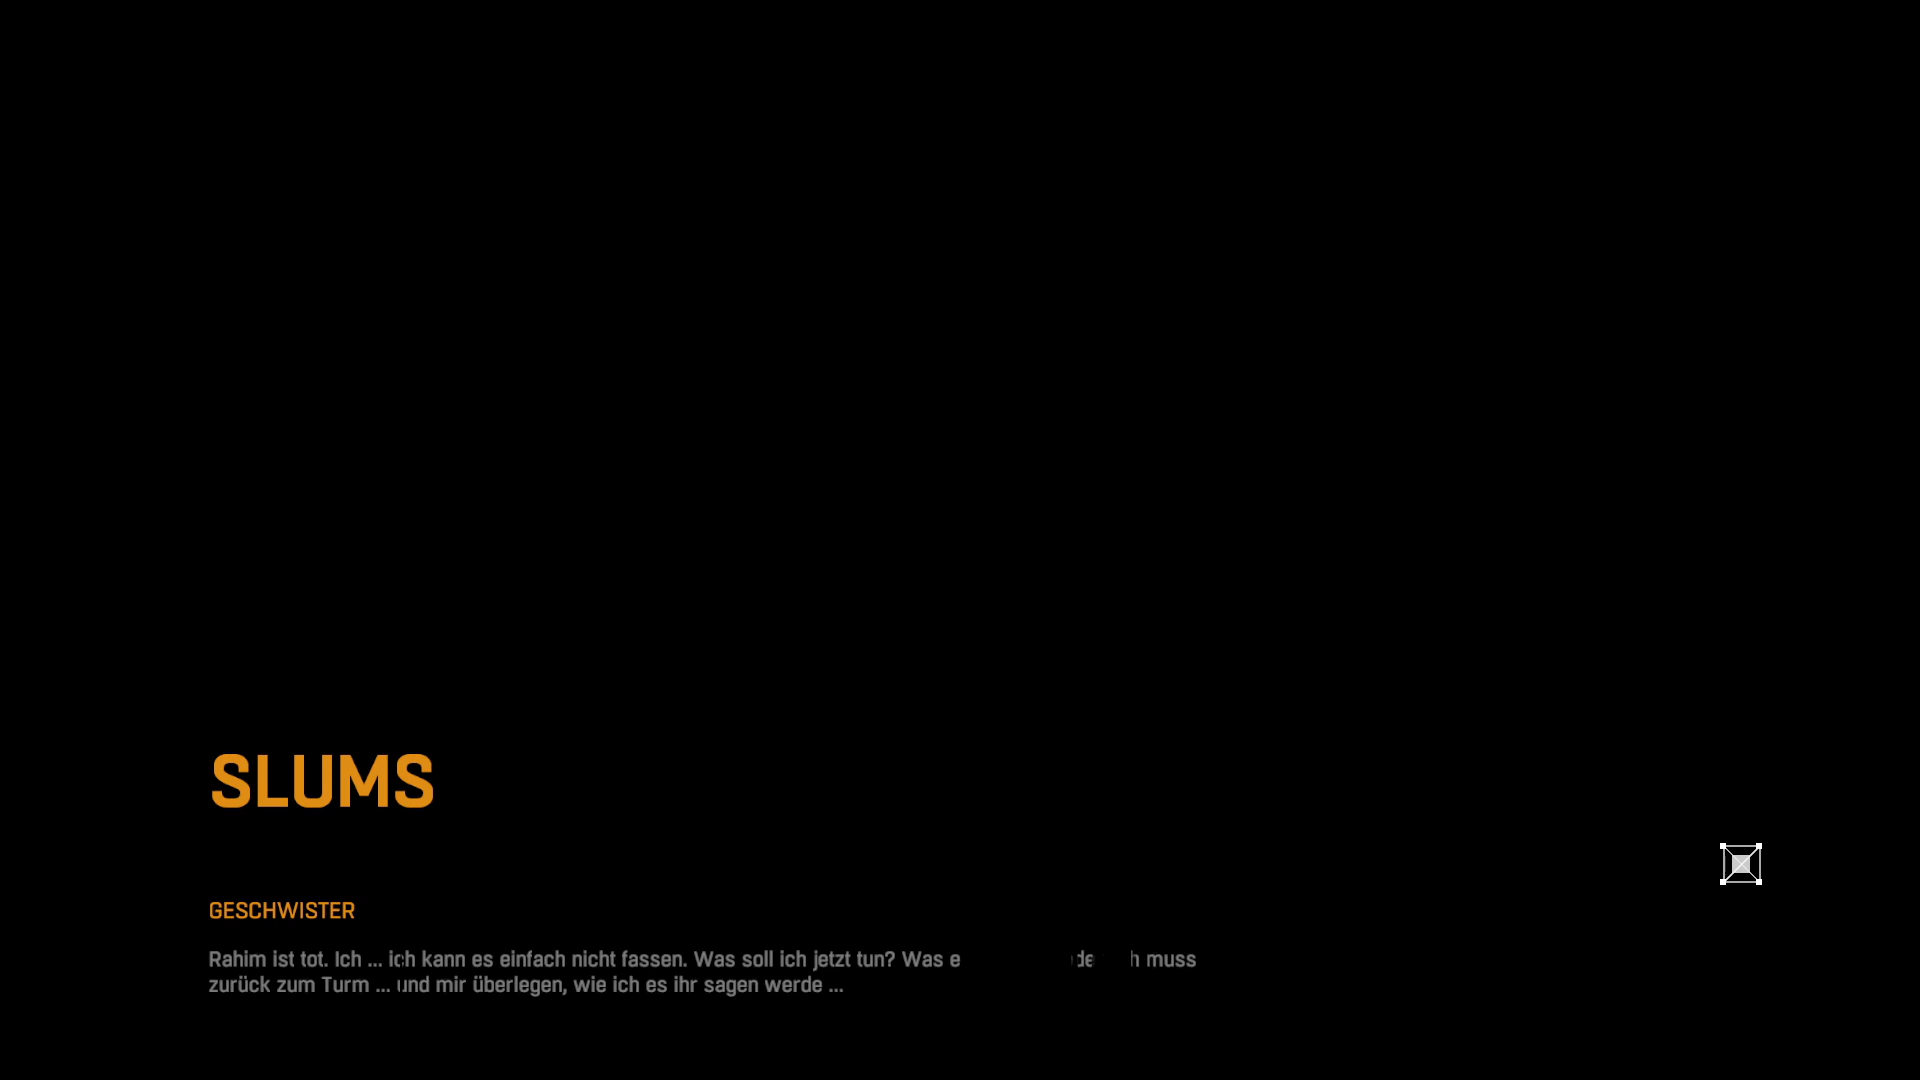 SLUMS
GESCHWISTER
Rahim ist tot. Ich ... ich kann es einfach nicht fassen. Was soll ich jetzt tun? Was muss
zurück zum Turm ... und mir überlegen, wie ich es ihr sagen werde ...